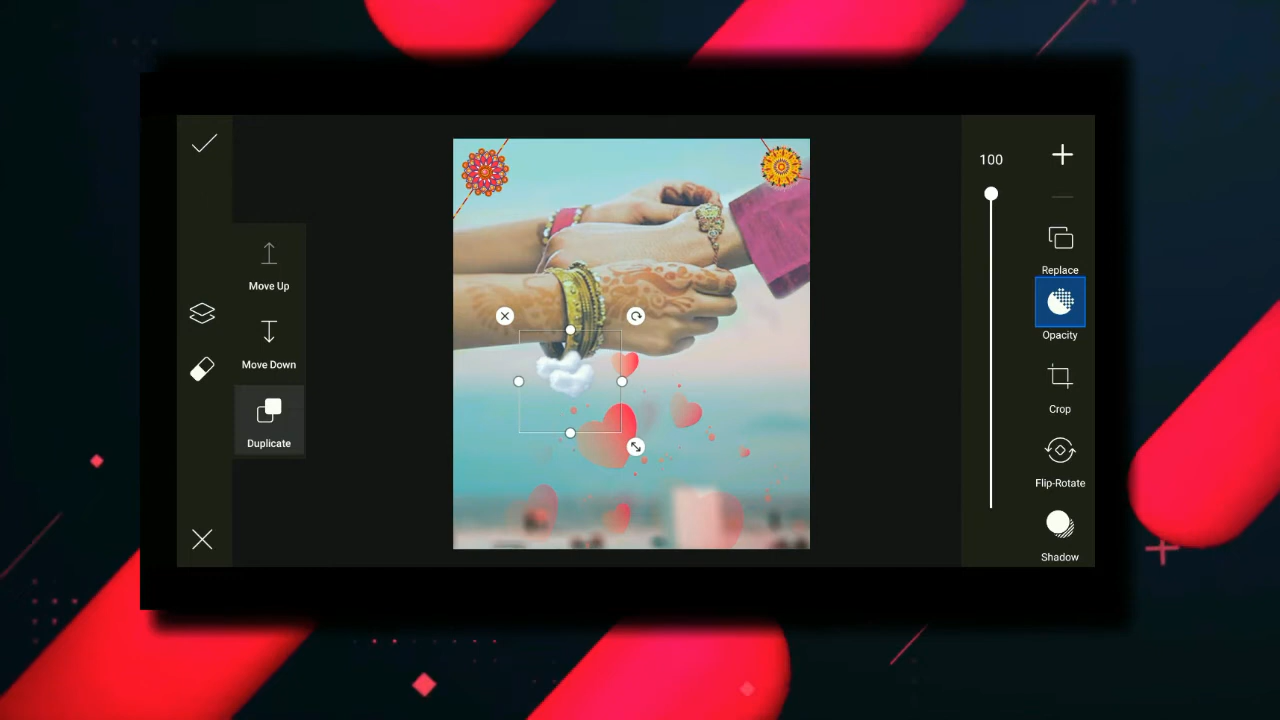 100
Replace
Opacity
Crop
Flip-Rotate
Shadow
Move Up
Move Down
Duplicate